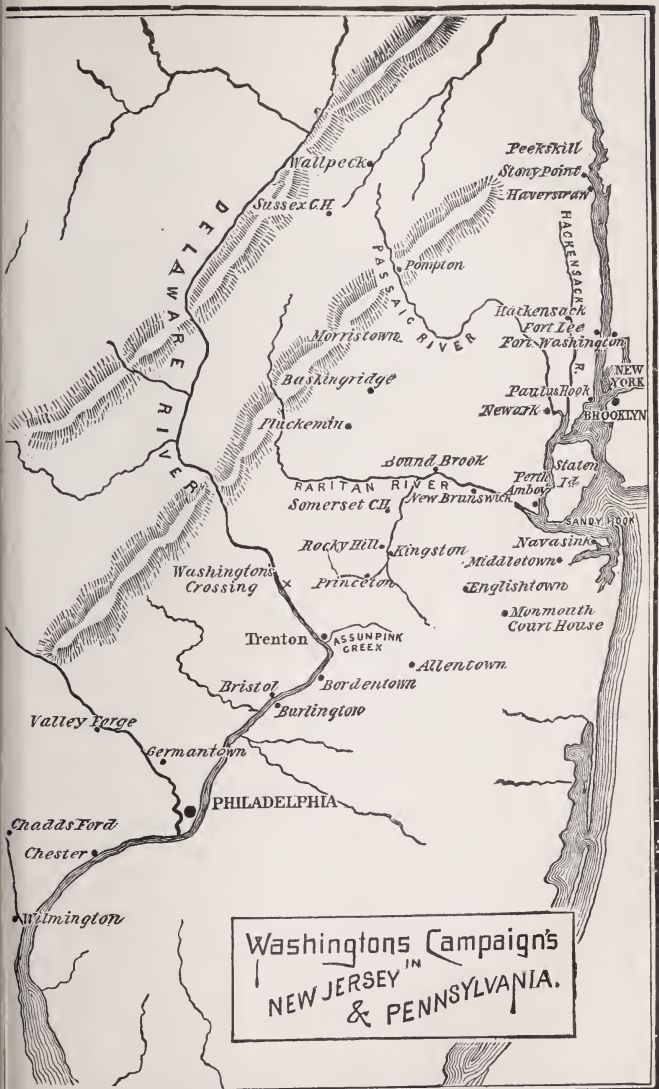 Peekskill
Stony Point
Haverstraw
Wallpeck
Sussex C.H.
DELAWARE RIVER
HACKENSACK R.
PASSAIC RIVER
Pompton
Hackensack
Fort Lee
Fort Washington
Morristown
NEW
YORK
Baskingridge
Paulus Hook
Newark
BROOKLYN
Pluckemin
Bound Brook
Staten
Id.
RARITAN RIVER
Perth
Amboy
New Brunswick
Somerset C.H.
SANDY HOOK
Navasink
Rocky Hill
Kingston
Middletown
Washington's
Crossing
Princeton
Englishtown
Monmouth
Court House
Trenton
ASSUNPINK
CREEK
Allentown
Bordentown
Bristol
Burlington
Valley Forge
Germantown
PHILADELPHIA
Chadds Ford
Chester
Wilmington
Washingtons Campaign's
IN
NEW JERSEY
& PENNSYLVANIA.